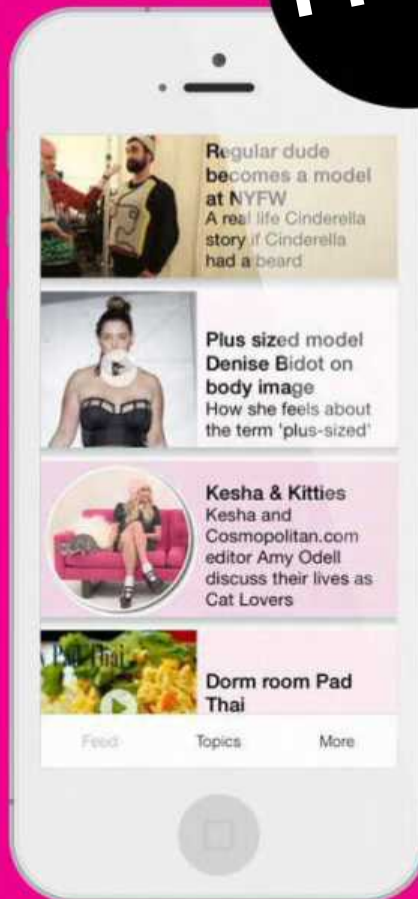 Regular dude
becomes a model
at NYFW
A real life Cinderella
story if Cinderella
had a beard
Plus sized model
Denise Bidot on
body image
How she feels about
the term 'plus-sized'
Kesha & Kitties
Kesha and
Cosmopolitan.com
editor Amy Odell
discuss their lives as
Cat Lovers
Pad Thai
Dorm room Pad
Thai
Feed Topics More